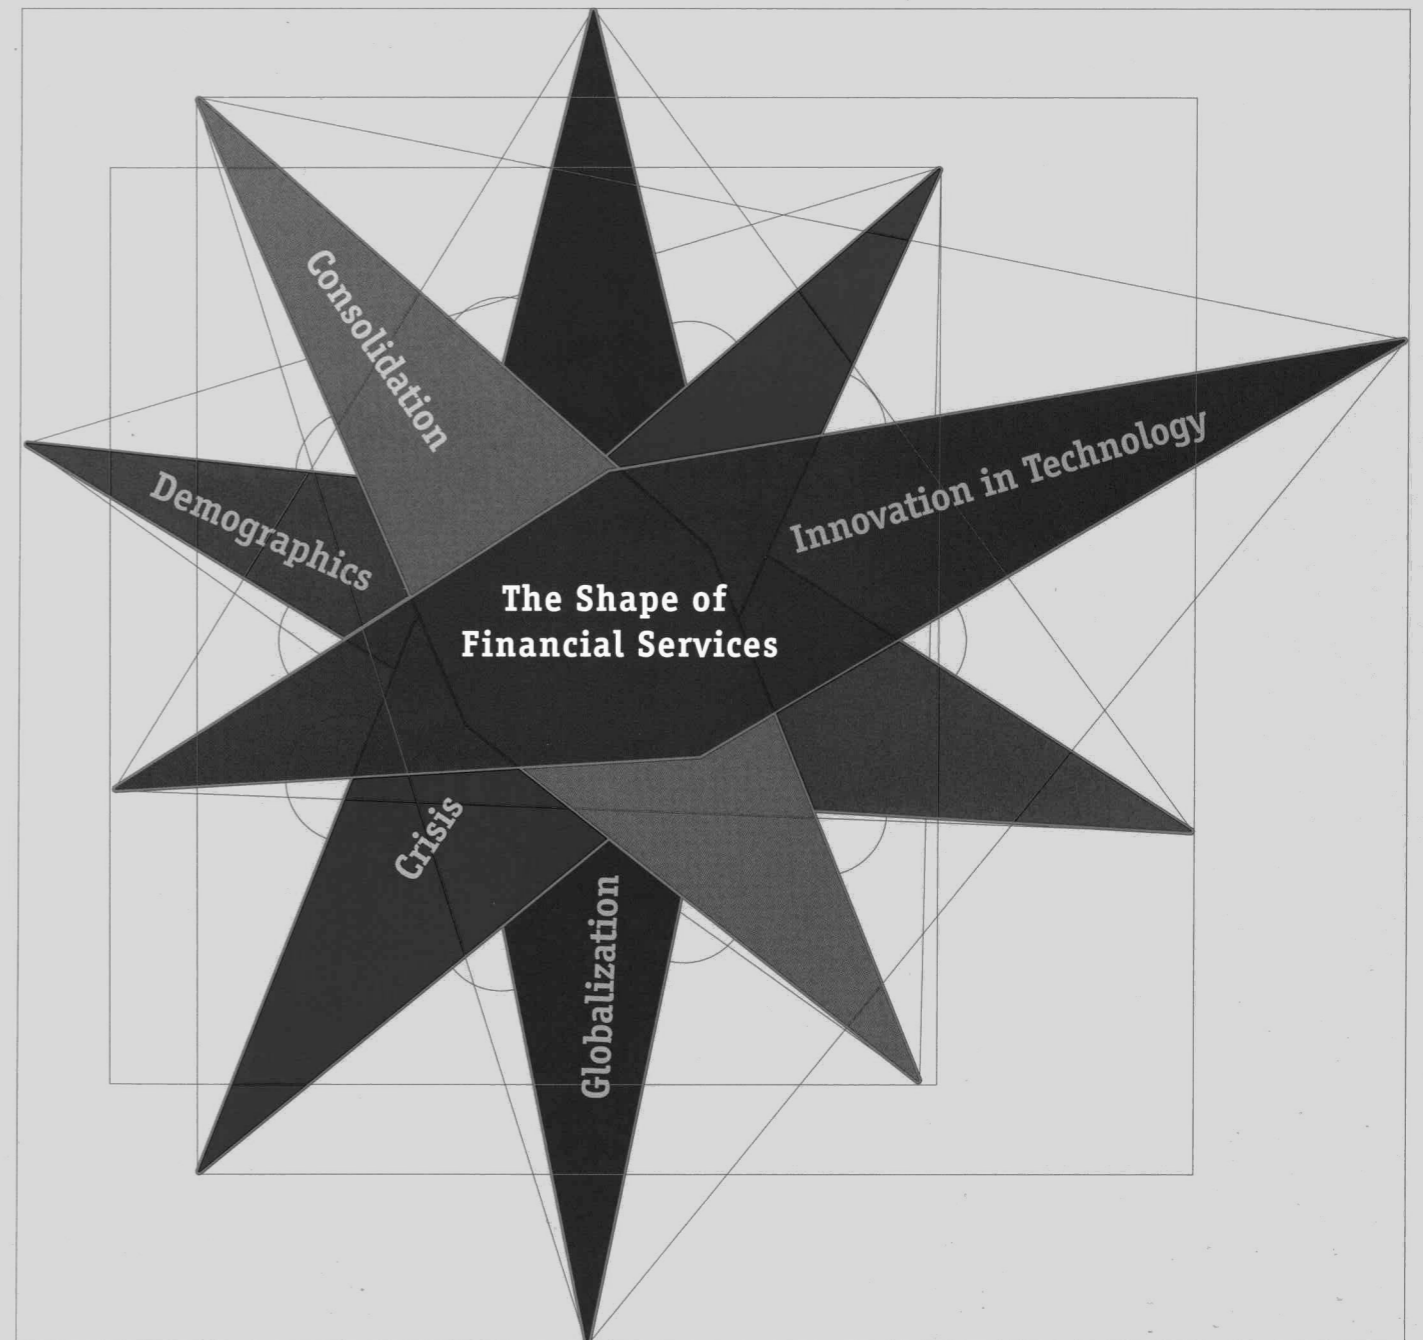 Consolidation
Innovation in Technology
Demographics
The Shape of
Financial Services
Crisis
Globalization